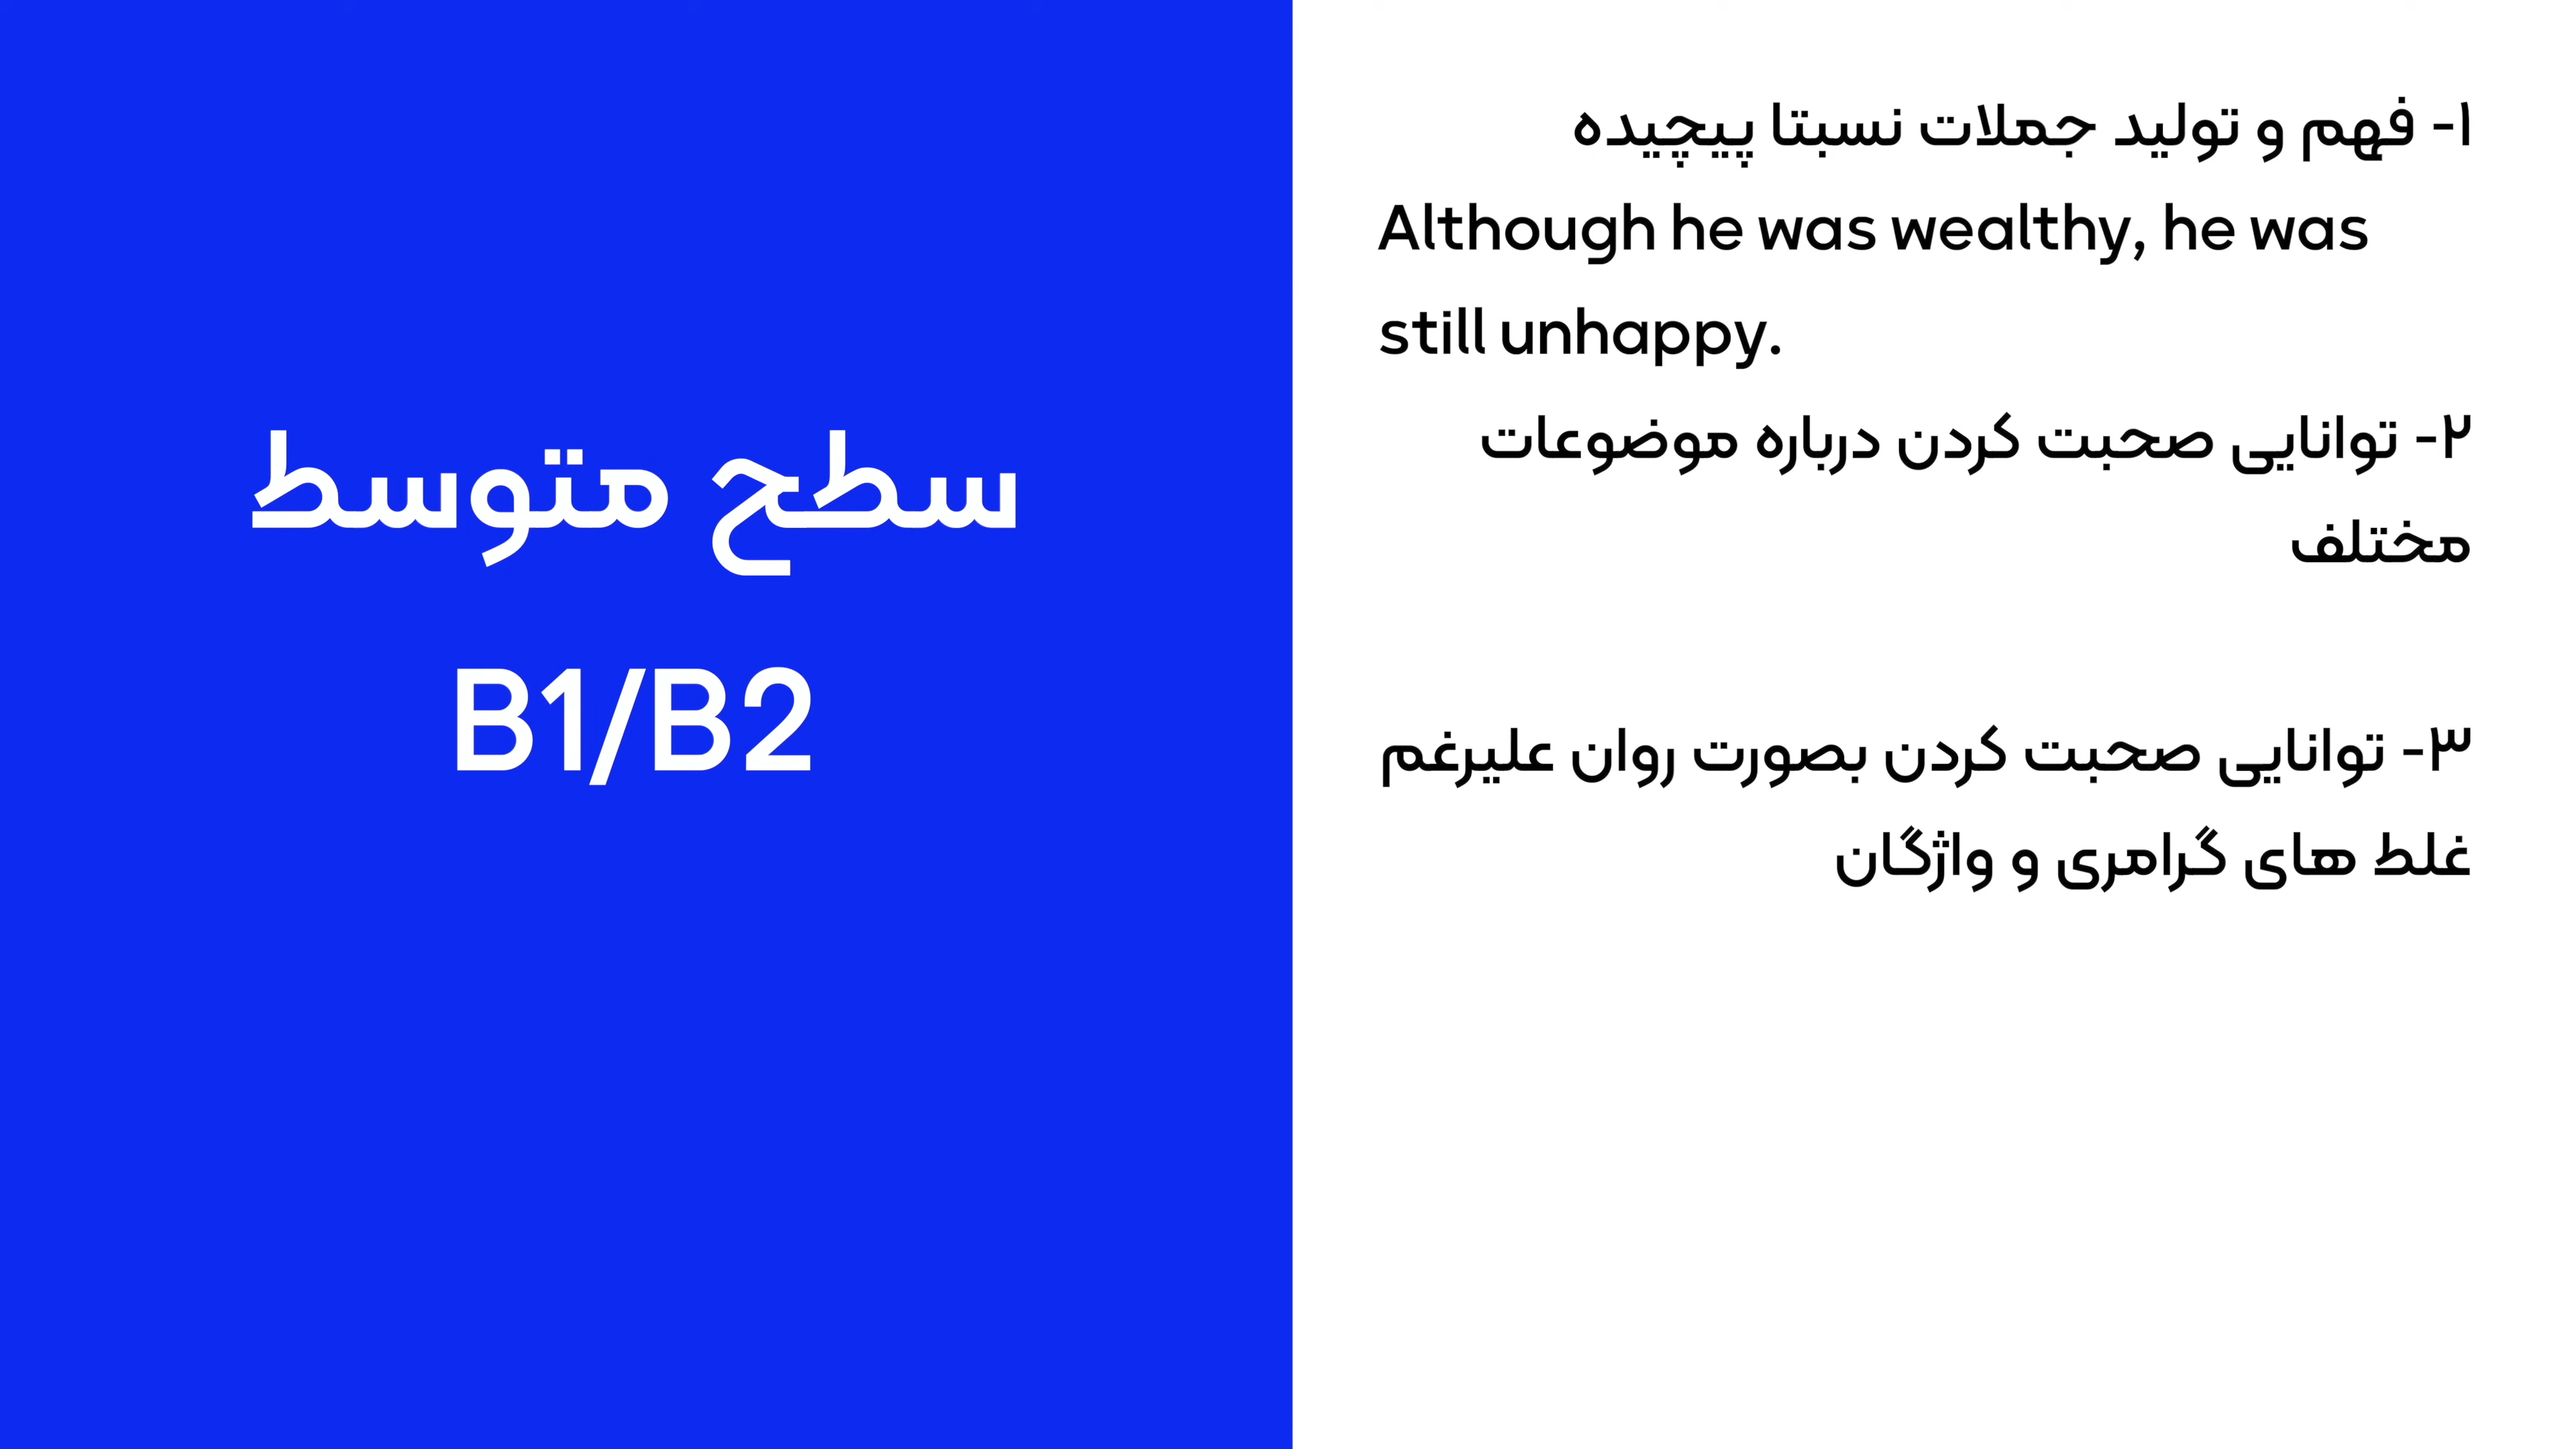 سطح متوسط
B1/B2
۱- فهم و تولید جملات نسبتا پیچیده
Although he was wealthy, he was
still unhappy.
۲- توانایی صحبت کردن درباره موضوعات
مختلف
۳- توانایی صحبت کردن بصورت روان علیرغم
غلط های گرامری و واژگان